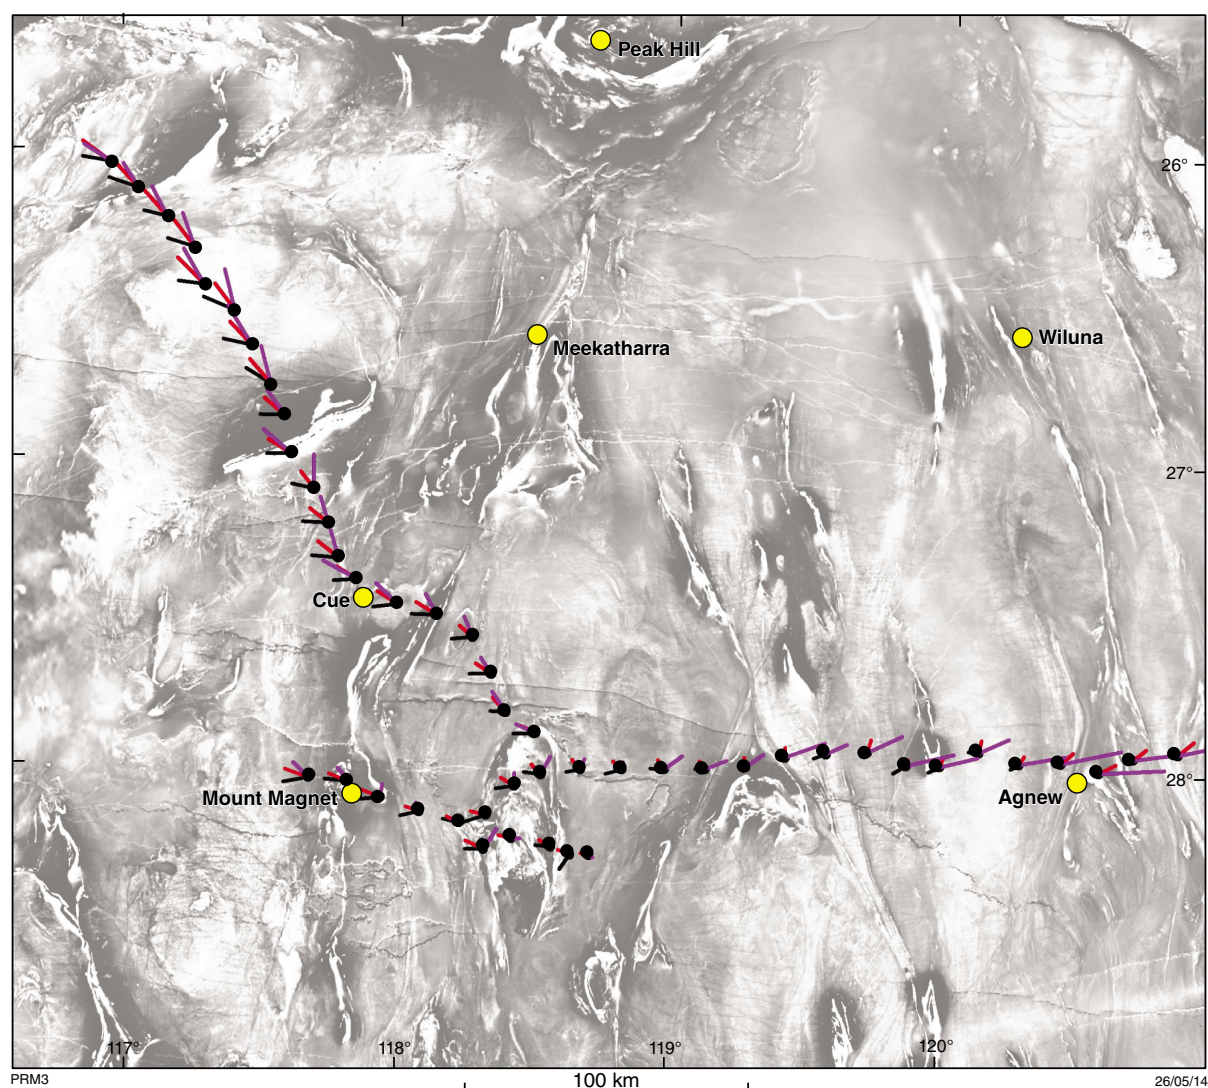 Peak Hill
26°
Meekatharra
Wiluna
27°
Cue
Mount Magnet
Agnew
28°
117°
118°
119°
120°
PRM3
100 km
26/05/14